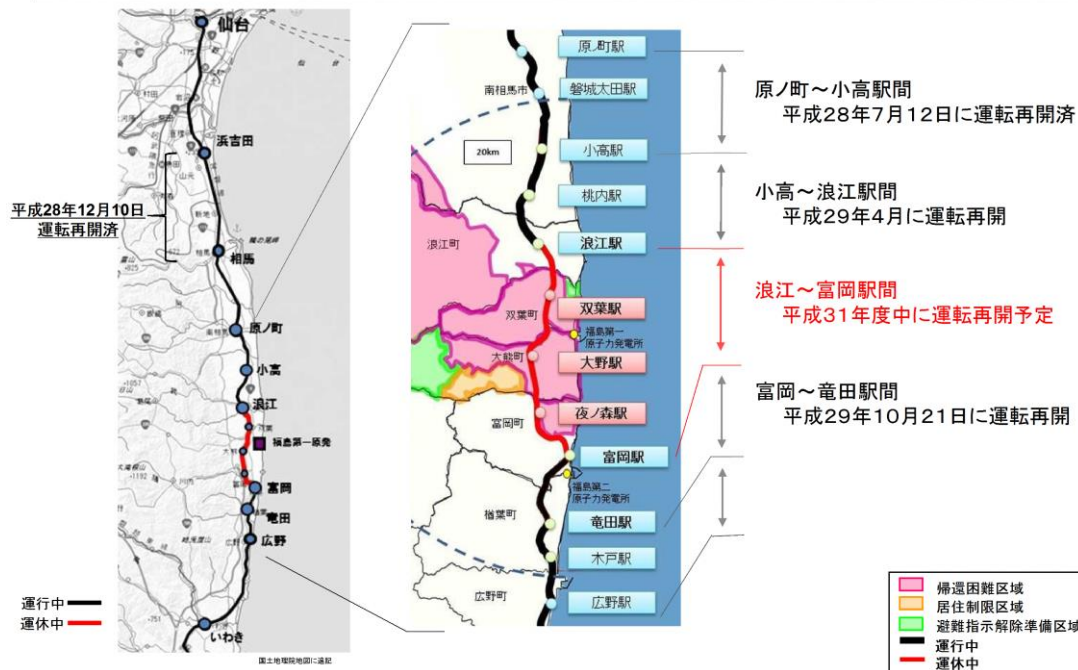 仙台
浜吉田
平成28年12月10日
運転再開済
相馬
原ノ町
小高
浪江
福島第一原発
富岡
竜田
広野
いわき
運行中
運休中
国土地理院地図に追記
原ノ町駅
南相馬市
磐城太田駅
20km
小高駅
桃内駅
浪江町
浪江駅
双葉町
双葉駅
福島第一
原子力発電所
大熊町
大野駅
夜ノ森駅
富岡町
富岡駅
福島第二
原子力発電所
楢葉町
竜田駅
木戸駅
広野町
広野駅
原ノ町～小高駅間
平成28年7月12日に運転再開済
小高～浪江駅間
平成29年4月に運転再開
浪江～富岡駅間
平成31年度中に運転再開予定
富岡～竜田駅間
平成29年10月21日に運転再開
帰還困難区域
居住制限区域
避難指示解除準備区域
運行中
運休中